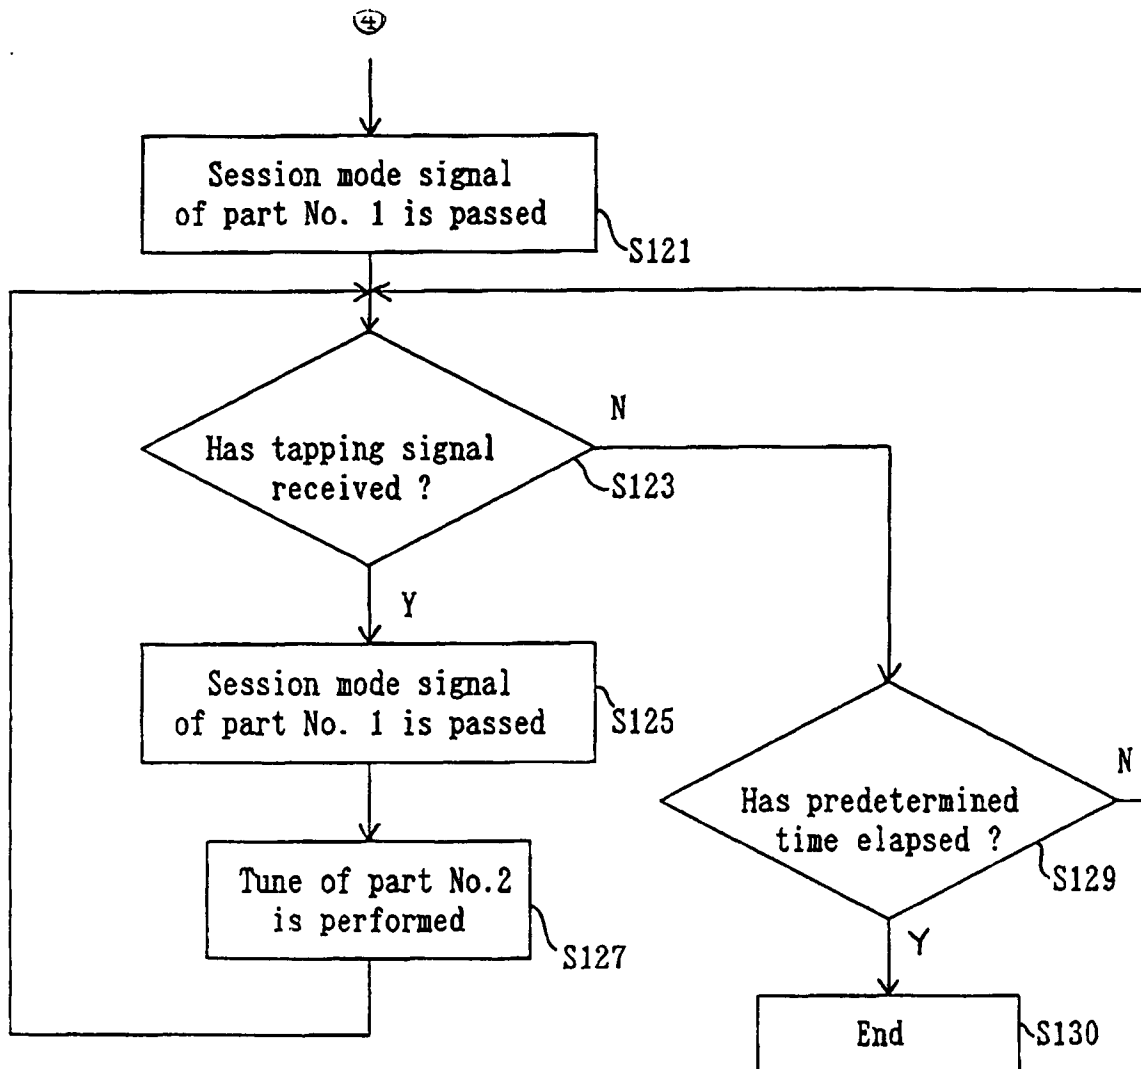 ④
Session mode signal
of part No. 1 is passed
S121
N
Has tapping signal
received ?
S123
Y
Session mode signal
of part No. 1 is passed
S125
N
Has predetermined
time elapsed ?
S129
Tune of part No.2
is performed
S127
Y
End
S130